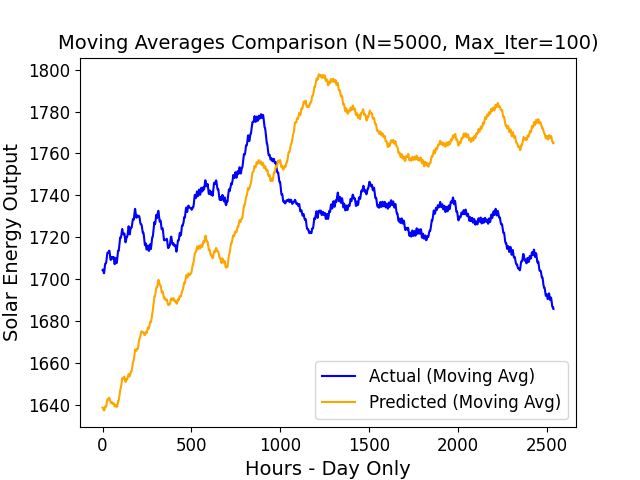 Moving Averages Comparison (N=5000, Max_Iter=100)
Solar Energy Output
1800
1780
1760
1740
1720
1700
1680
1660
1640
Actual (Moving Avg)
Predicted (Moving Avg)
0 500 1000 1500 2000 2500
Hours - Day Only